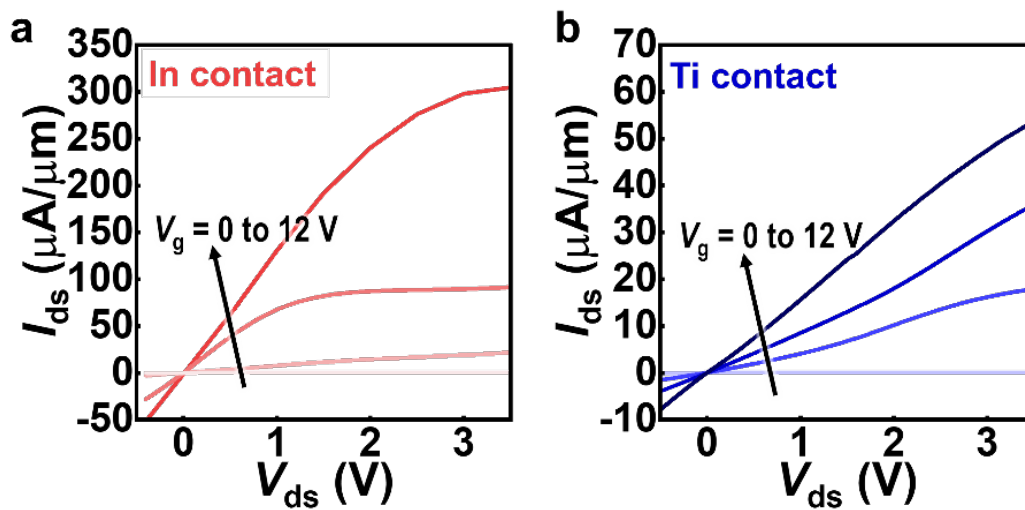 a
350
300
250
200
150
100
50
0
-50
0
1
2
3
In contact
Vg = 0 to 12 V
Ids (μA/μm)
Vds (V)
b
70
60
50
40
30
20
10
0
-10
0
1
2
3
Ti contact
Vg = 0 to 12 V
Ids (μA/μm)
Vds (V)